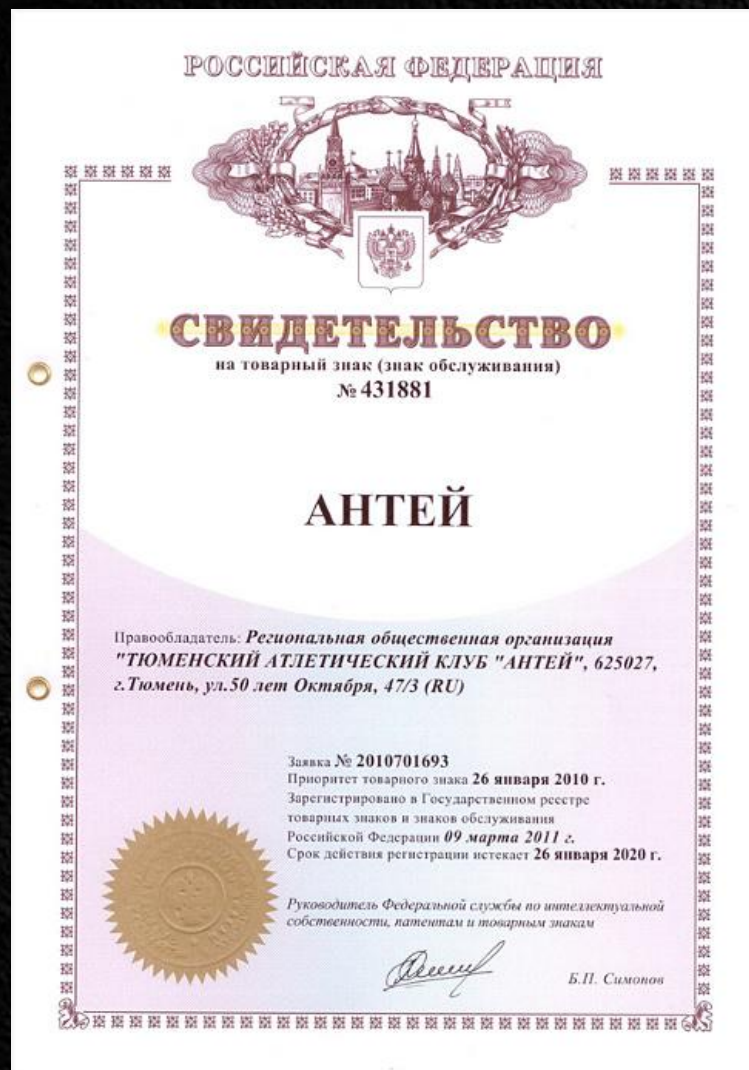 РОССИЙСКАЯ ФЕДЕРАЦИЯ
СВИДЕТЕЛЬСТВО
на товарный знак (знак обслуживания)
№ 431881
АНТЕЙ
Правообладатель: Региональная общественная организация
"ТЮМЕНСКИЙ АТЛЕТИЧЕСКИЙ КЛУБ "АНТЕЙ", 625027,
г.Тюмень, ул.50 лет Октября, 47/3 (RU)
Заявка № 2010701693
Приоритет товарного знака 26 января 2010 г.
Зарегистрировано в Государственном реестре
товарных знаков и знаков обслуживания
Российской Федерации 09 марта 2011 г.
Срок действия регистрации истекает 26 января 2020 г.
Руководитель Федеральной службы по интеллектуальной
собственности, патентам и товарным знакам
Б.П. Симонов